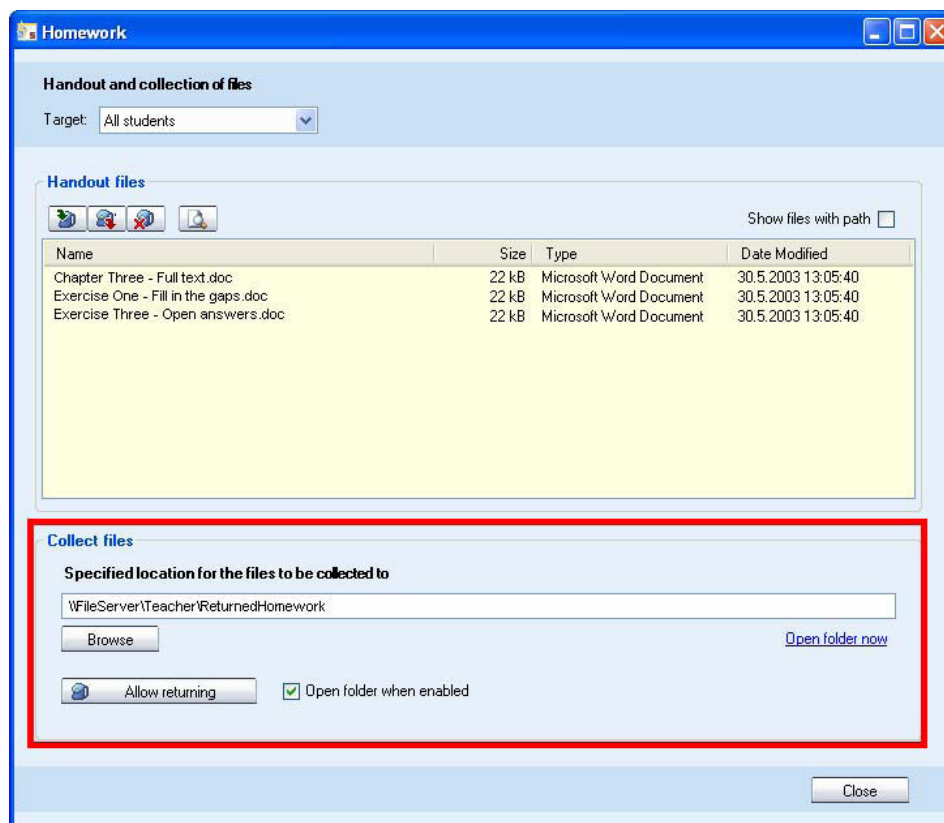 Homework
Handout and collection of files
Target: All students
Handout files
Show files with path
Name Size Type Date Modified
Chapter Three - Full text.doc 22 kB Microsoft Word Document 30.5.2003 13:05:40
Exercise One - Fill in the gaps.doc 22 kB Microsoft Word Document 30.5.2003 13:05:40
Exercise Three - Open answers.doc 22 kB Microsoft Word Document 30.5.2003 13:05:40
Collect files
Specified location for the files to be collected to
\\FileServer\Teacher\ReturnedHomework
Browse Open folder now
Allow returning Open folder when enabled
Close